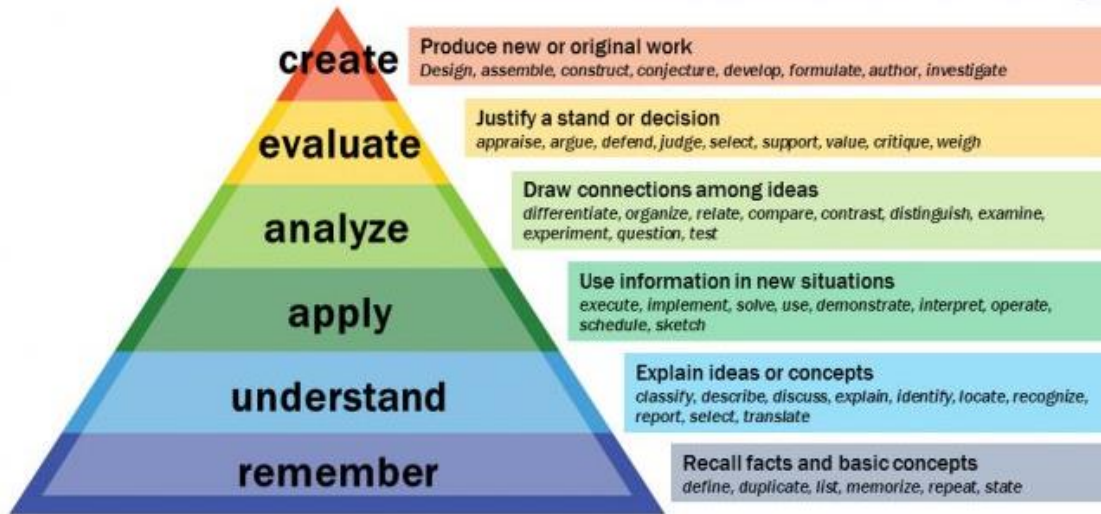 create
Produce new or original work
Design, assemble, construct, conjecture, develop, formulate, author, investigate
evaluate
Justify a stand or decision
appraise, argue, defend, judge, select, support, value, critique, weigh
analyze
Draw connections among ideas
differentiate, organize, relate, compare, contrast, distinguish, examine,
experiment, question, test
apply
Use information in new situations
execute, implement, solve, use, demonstrate, interpret, operate,
schedule, sketch
understand
Explain ideas or concepts
classify, describe, discuss, explain, identify, locate, recognize,
report, select, translate
remember
Recall facts and basic concepts
define, duplicate, list, memorize, repeat, state